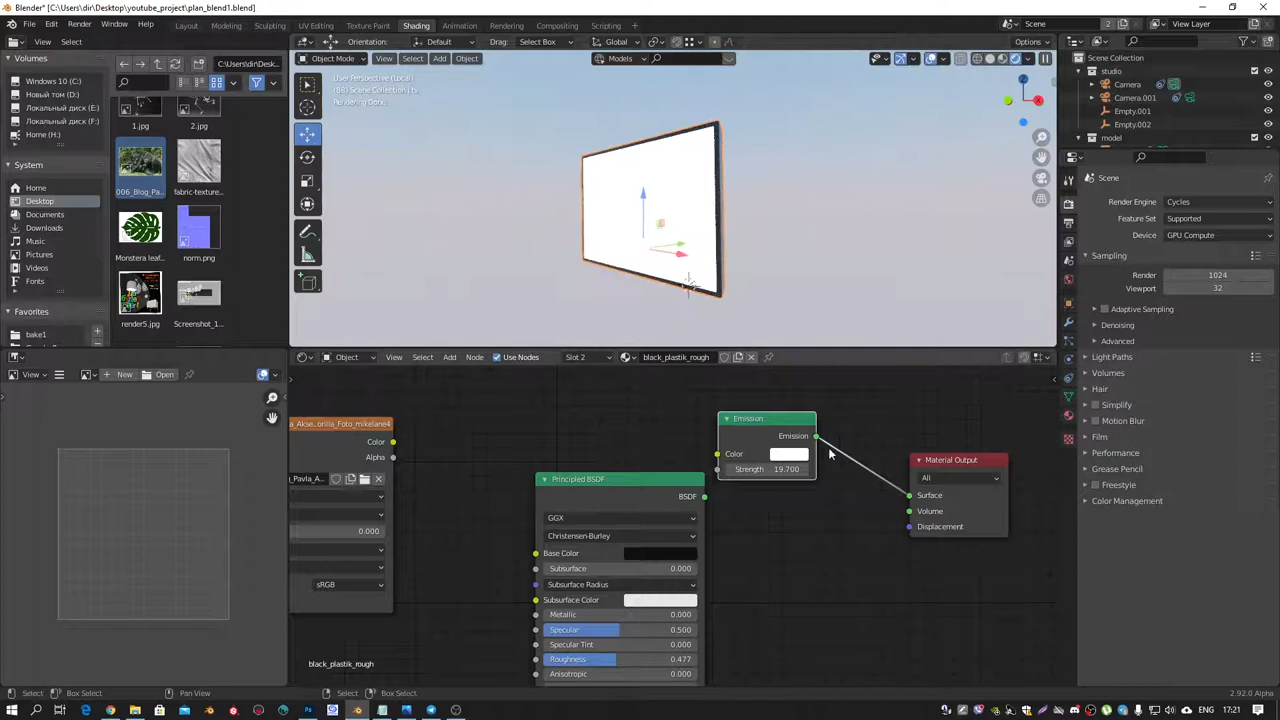 Blender* [C:\Users\dir\Desktop\youtube_project\plan_blend1.blend]
File Edit Render Window Help
Layout Modeling Sculpting UV Editing Texture Paint Shading Animation Rendering Compositing Scripting
Scene 2 View Layer
View Select
Orientation: Default Drag: Select Box Global Options
Volumes
C:\Users\dir\Desk...
Object Mode View Select Add Object Models
Windows 10 (C:)
Новый том (D:)
Локальный диск (E:)
Локальный диск (F:)
Home (H:)
1.jpg 2.jpg
System
Home
Desktop
Documents
Downloads
Music
Pictures
Videos
Fonts
006_Blog_Pa... fabric-texture...
Monstera leaf... norm.png
render5.jpg Screenshot_1...
Favorites
bake1
User Perspective (Local)
(88) Scene Collection | tv
Rendering Done
Z
X
Scene Collection
studio
Camera
Camera.001
Empty.001
Empty.002
model
Scene
Render Engine Cycles
Feature Set Supported
Device GPU Compute
Sampling
Render 1024
Viewport 32
Adaptive Sampling
Denoising
Advanced
Light Paths
Volumes
Hair
Simplify
Motion Blur
Film
Performance
Grease Pencil
Freestyle
Color Management
View New Open
Object View Select Add Node Use Nodes Slot 2 black_plastik_rough
a_Akse...orilla_Foto_mikelane4
Color
Alpha
_Pavla_A...
0.000
sRGB
Principled BSDF
BSDF
GGX
Christensen-Burley
Base Color
Subsurface 0.000
Subsurface Radius
Subsurface Color
Metallic 0.000
Specular 0.500
Specular Tint 0.000
Roughness 0.477
Anisotropic 0.000
Emission
Emission
Color
Strength 19.700
Material Output
All
Surface
Volume
Displacement
black_plastik_rough
Select Box Select Pan View Select Box Select 2.92.0 Alpha
ENG 17:21